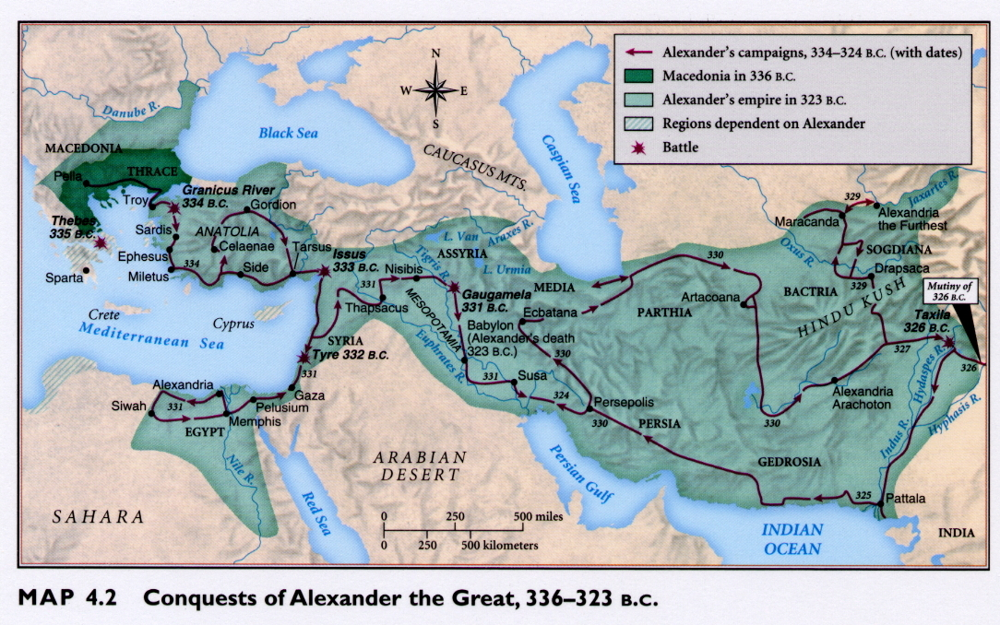 N
W
E
S
Alexander's campaigns, 334–324 B.C. (with dates)
Macedonia in 336 B.C.
Alexander's empire in 323 B.C.
Regions dependent on Alexander
Battle
Danube R.
Black Sea
CAUCASUS MTS.
Caspian Sea
MACEDONIA
Pella
THRACE
Troy
Granicus River
334 B.C.
Gordion
Thebes
335 B.C.
Sardis
ANATOLIA
Celaenae
Ephesus
Miletus
334
Side
Tarsus
Issus
333 B.C.
Sparta
Crete
Cyprus
Mediterranean Sea
L. Van
Araxes R.
ASSYRIA
Tigris R.
L. Urmia
Nisibis
331
Thapsacus
MESOPOTAMIA
Gaugamela
331 B.C.
MEDIA
Ecbatana
Babylon
(Alexander's death
323 B.C.)
SYRIA
Euphrates R.
Tyre 332 B.C.
331
Gaza
Alexandria
331
Siwah
Pelusium
Memphis
EGYPT
Nile R.
331
Susa
330
324
Persepolis
330
PERSIA
330
PARTHIA
Artacoana
330
Maracanda
329
Jaxartes R.
Alexandria
the Furthest
Oxus R.
SOGDIANA
Drapsaca
329
BACTRIA
HINDU KUSH
Mutiny of
326 B.C.
Taxila
326 B.C.
327
326
Alexandria
Arachoton
Hydaspes R.
Hyphasis R.
Indus R.
GEDROSIA
325
Pattala
INDIA
INDIAN
OCEAN
Persian Gulf
ARABIAN
DESERT
Red Sea
SAHARA
0 250 500 miles
0 250 500 kilometers
MAP 4.2 Conquests of Alexander the Great, 336–323 B.C.